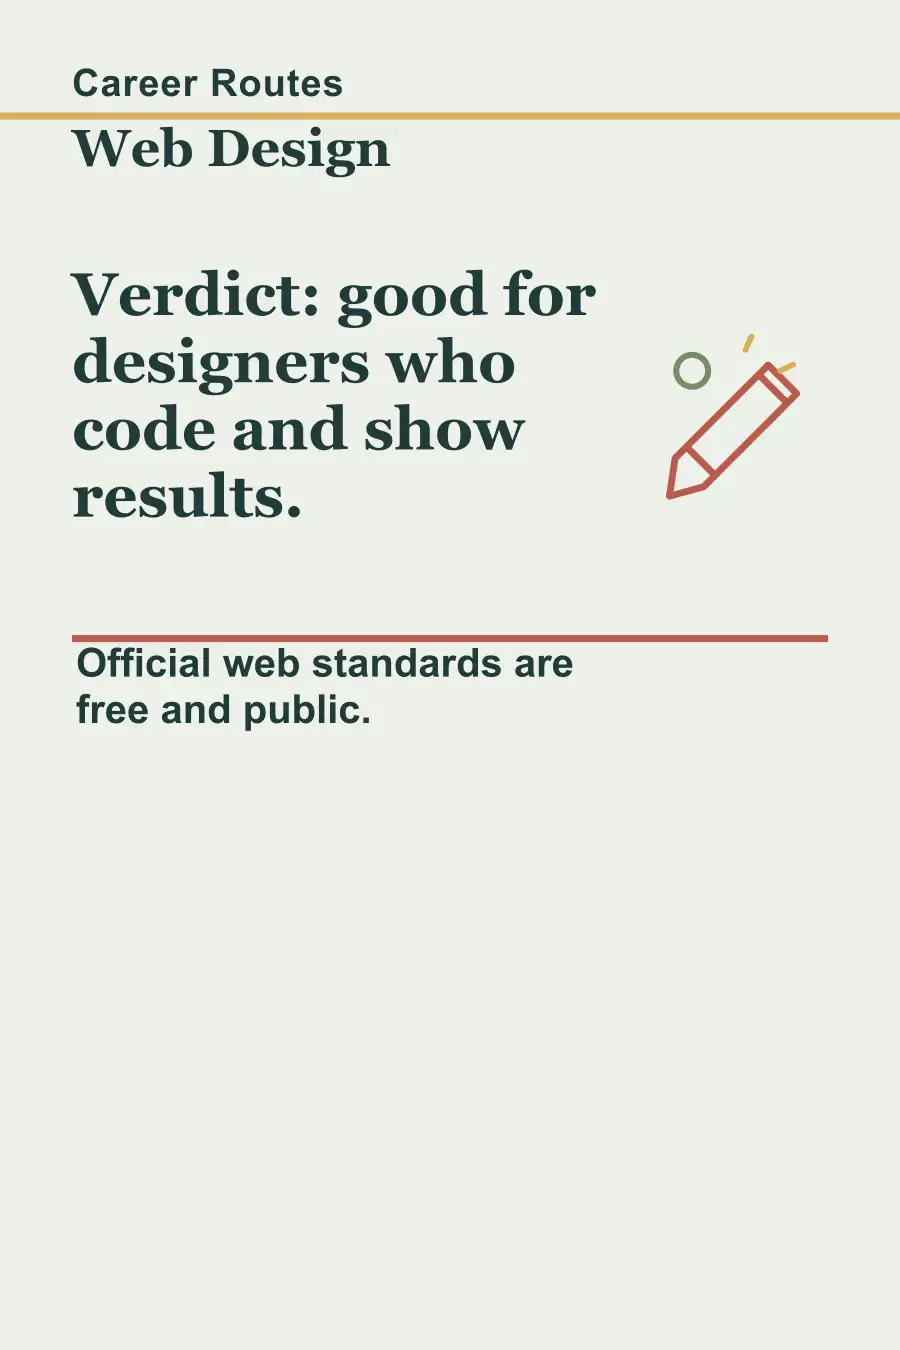 Career Routes
Web Design
Verdict: good for
designers who
code and show
results.
Official web standards are
free and public.